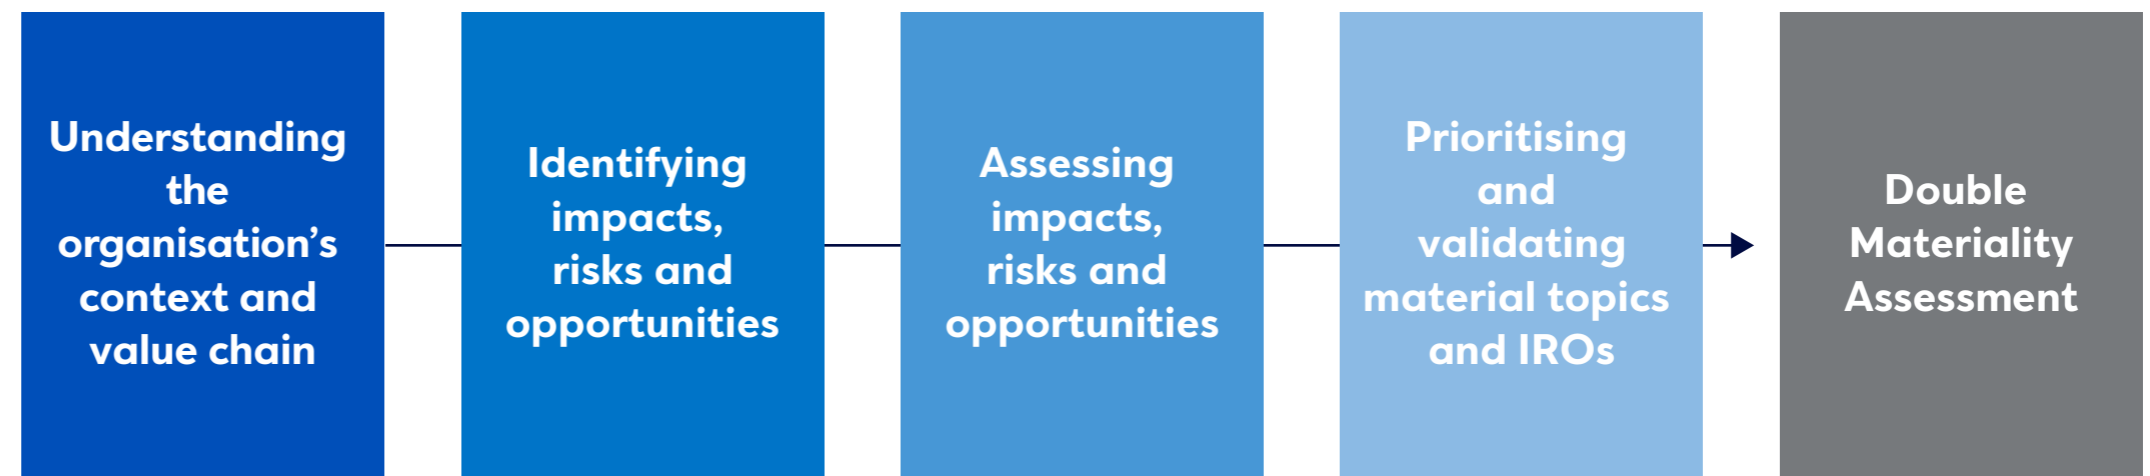 Understanding
the
organisation’s
context and
value chain
Identifying
impacts,
risks and
opportunities
Assessing
impacts,
risks and
opportunities
Prioritising
and
validating
material topics
and IROs
Double
Materiality
Assessment